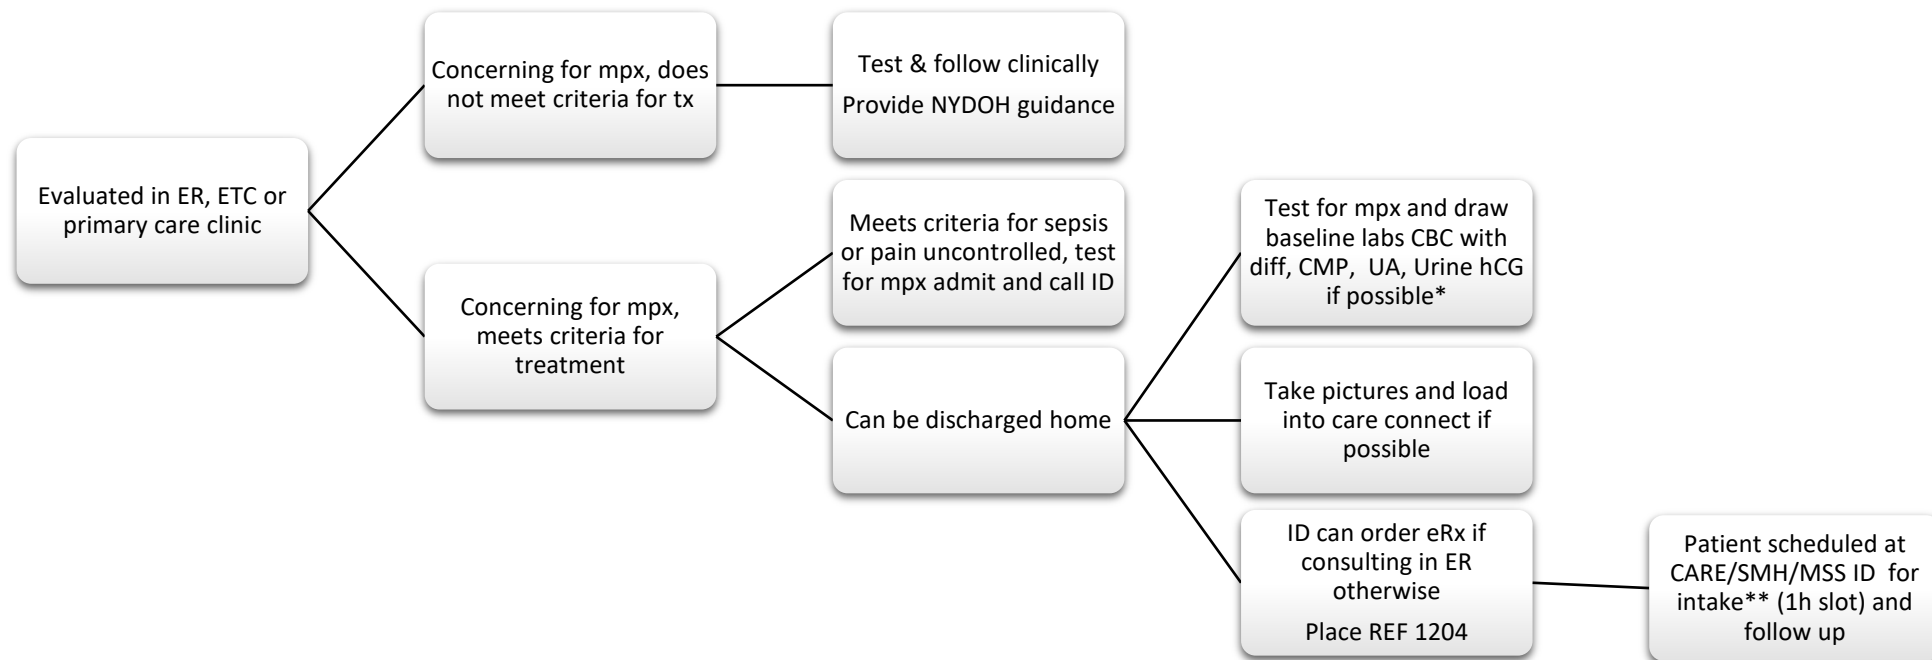 Evaluated in ER, ETC or
primary care clinic
Concerning for mpx, does
not meet criteria for tx
Test & follow clinically
Provide NYDOH guidance
Concerning for mpx,
meets criteria for
treatment
Meets criteria for sepsis
or pain uncontrolled, test
for mpx admit and call ID
Can be discharged home
Test for mpx and draw
baseline labs CBC with
diff, CMP, UA, Urine hCG
if possible*
Take pictures and load
into care connect if
possible
ID can order eRx if
consulting in ER
otherwise
Place REF 1204
Patient scheduled at
CARE/SMH/MSS ID for
intake** (1h slot) and
follow up